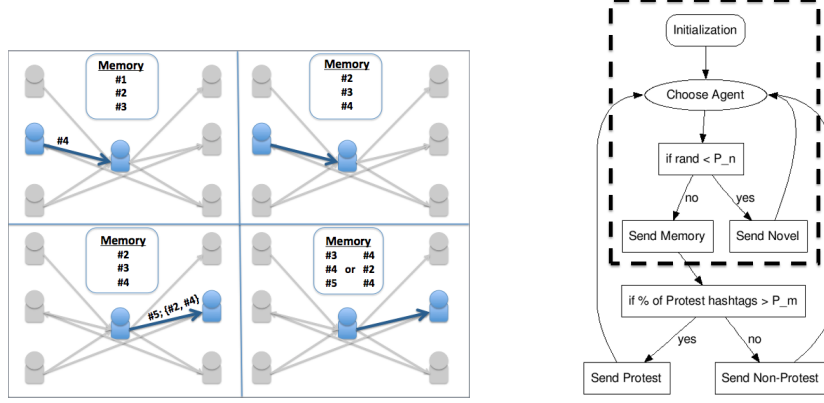 Memory
#1
#2
#3
#4
Memory
#2
#3
#4
Memory
#2
#3
#4
#5; {#2, #4}
Memory
#3 #4
#4 or #2
#5 #4
Initialization
Choose Agent
if rand < P_n
no yes
Send Memory Send Novel
if % of Protest hashtags > P_m
yes no
Send Protest Send Non-Protest